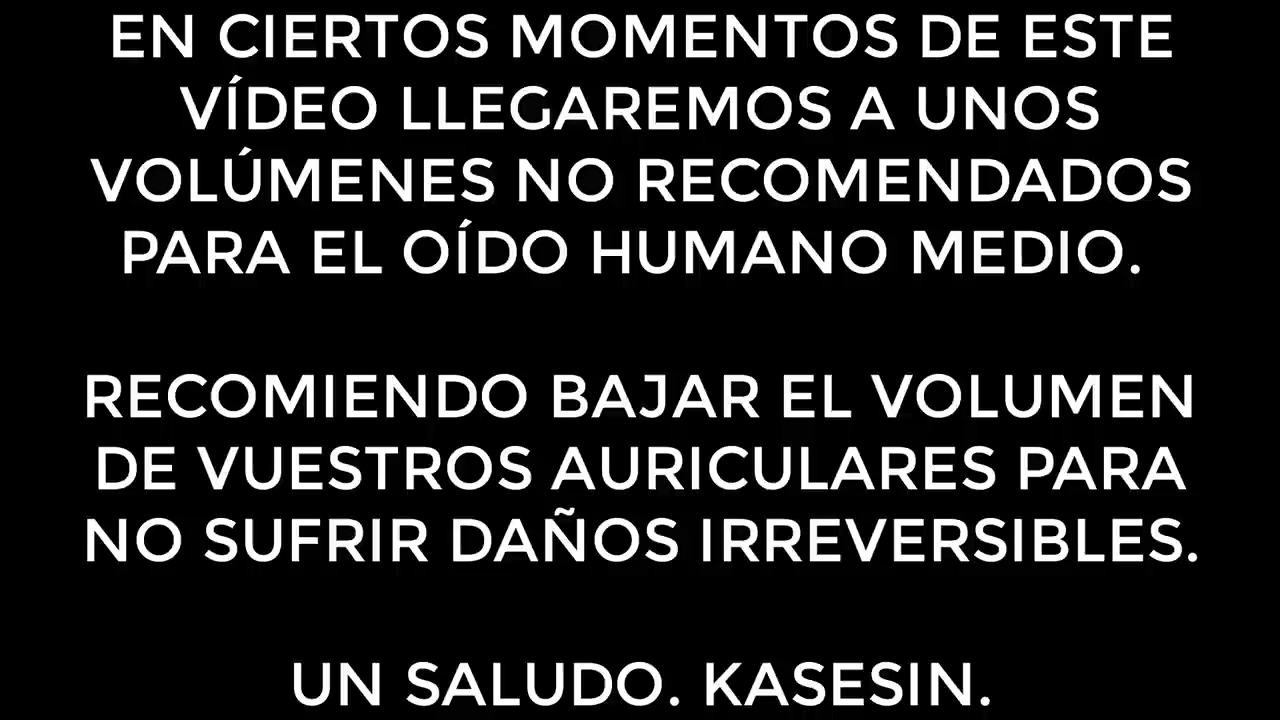 EN CIERTOS MOMENTOS DE ESTE
VÍDEO LLEGAREMOS A UNOS
VOLÚMENES NO RECOMENDADOS
PARA EL OÍDO HUMANO MEDIO.
RECOMIENDO BAJAR EL VOLUMEN
DE VUESTROS AURICULARES PARA
NO SUFRIR DAÑOS IRREVERSIBLES.
UN SALUDO. KASESIN.